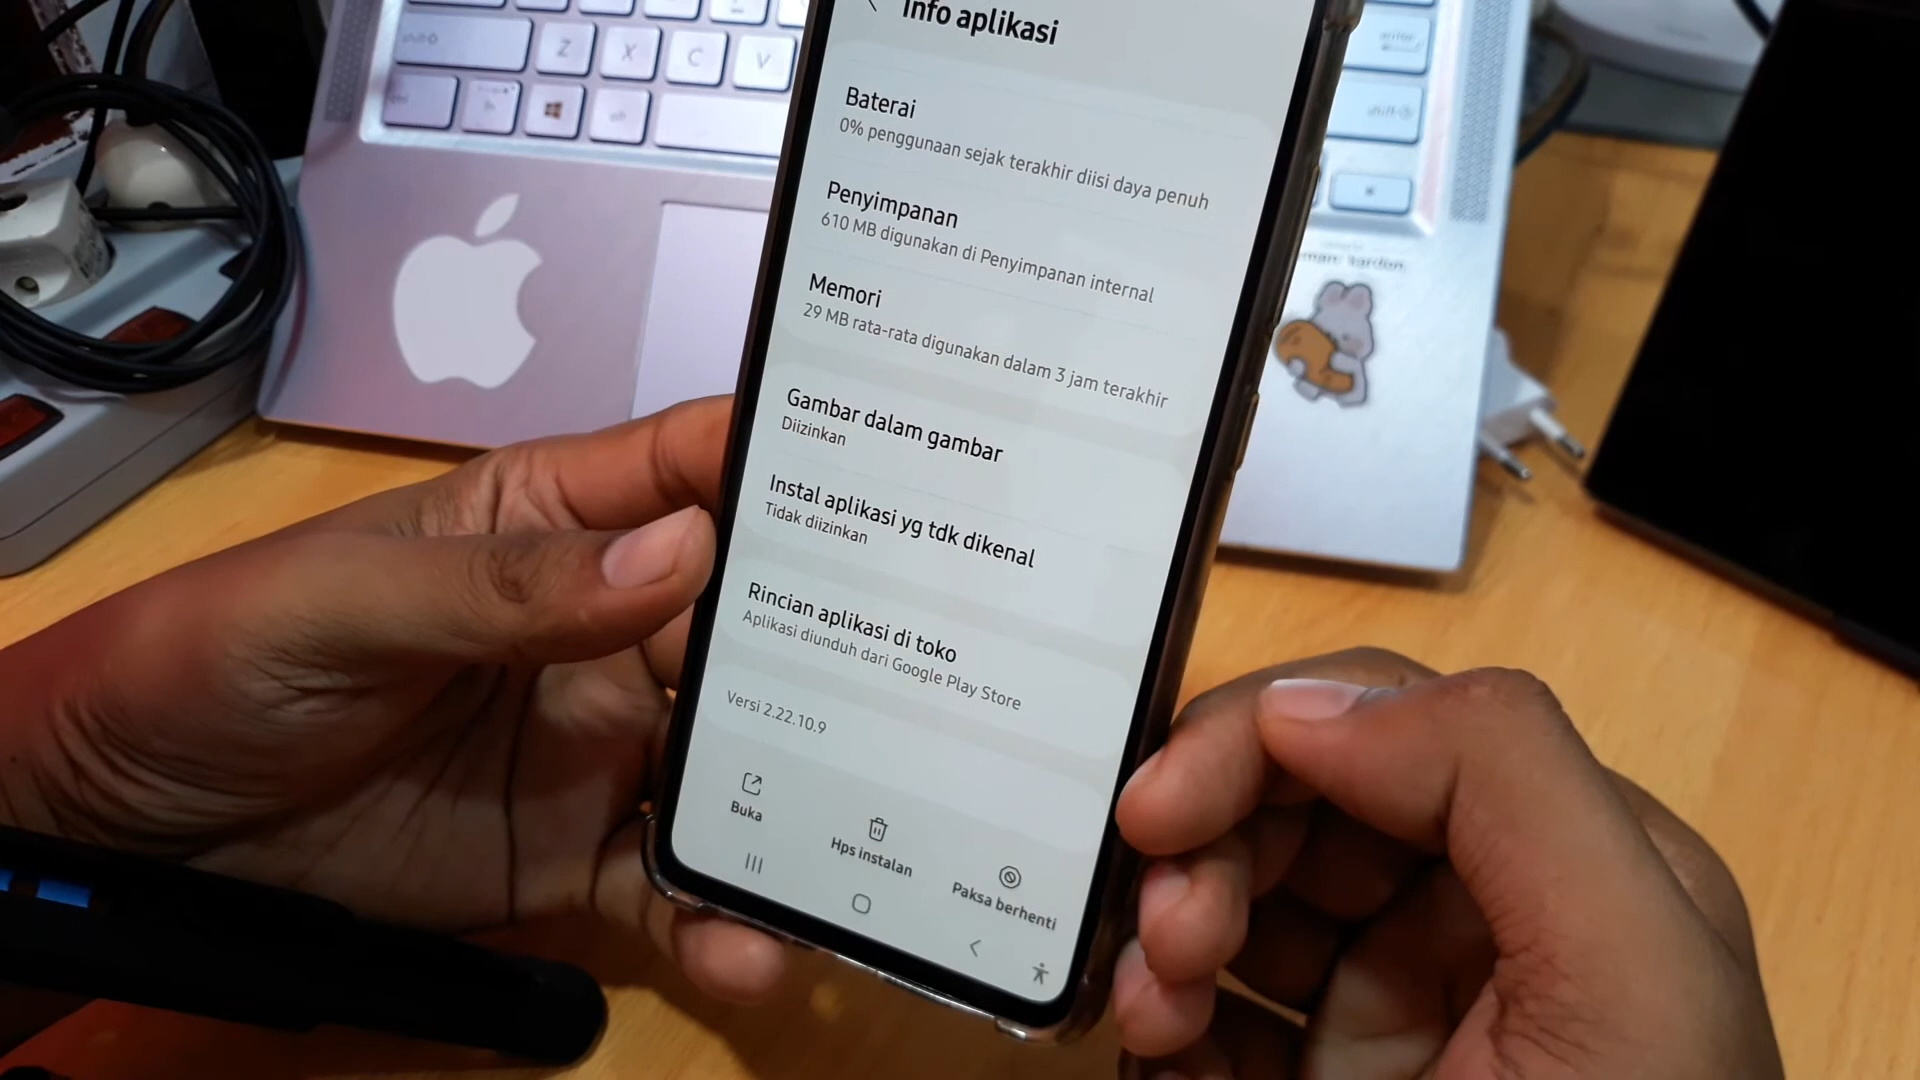 Info aplikasi
Baterai
0% penggunaan sejak terakhir diisi daya penuh
Penyimpanan
610 MB digunakan di Penyimpanan internal
Memori
29 MB rata-rata digunakan dalam 3 jam terakhir
Gambar dalam gambar
Diizinkan
Instal aplikasi yg tdk dikenal
Tidak diizinkan
Rincian aplikasi di toko
Aplikasi diunduh dari Google Play Store
Versi 2.22.10.9
Buka
Hps instalan
Paksa berhenti
Z X C V
enter
shift
kardon